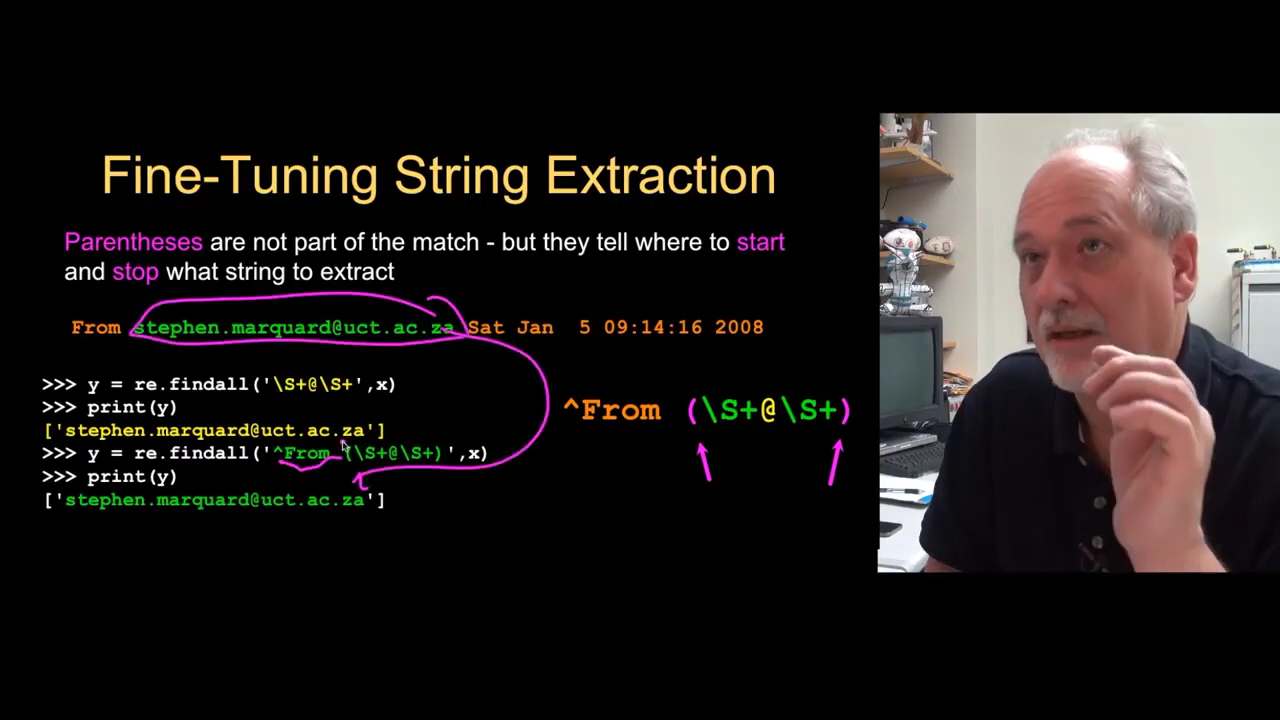 Fine-Tuning String Extraction
Parentheses are not part of the match - but they tell where to start
and stop what string to extract
From stephen.marquard@uct.ac.za Sat Jan  5 09:14:16 2008
>>> y = re.findall('\S+@\S+',x)
>>> print(y)
['stephen.marquard@uct.ac.za']
>>> y = re.findall('^From (\S+@\S+)',x)
>>> print(y)
['stephen.marquard@uct.ac.za']
^From (\S+@\S+)